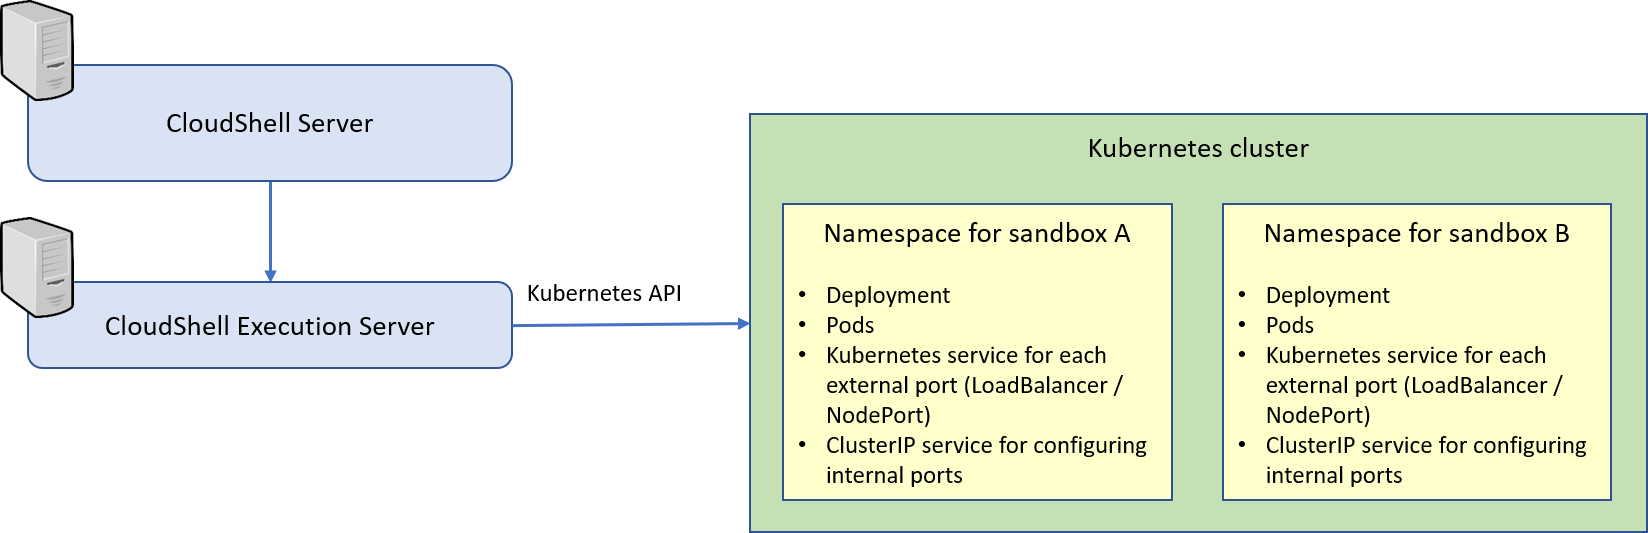 CloudShell Server
CloudShell Execution Server
Kubernetes API
Kubernetes cluster
Namespace for sandbox A
• Deployment
• Pods
• Kubernetes service for each
external port (LoadBalancer /
NodePort)
• ClusterIP service for configuring
internal ports
Namespace for sandbox B
• Deployment
• Pods
• Kubernetes service for each
external port (LoadBalancer /
NodePort)
• ClusterIP service for configuring
internal ports